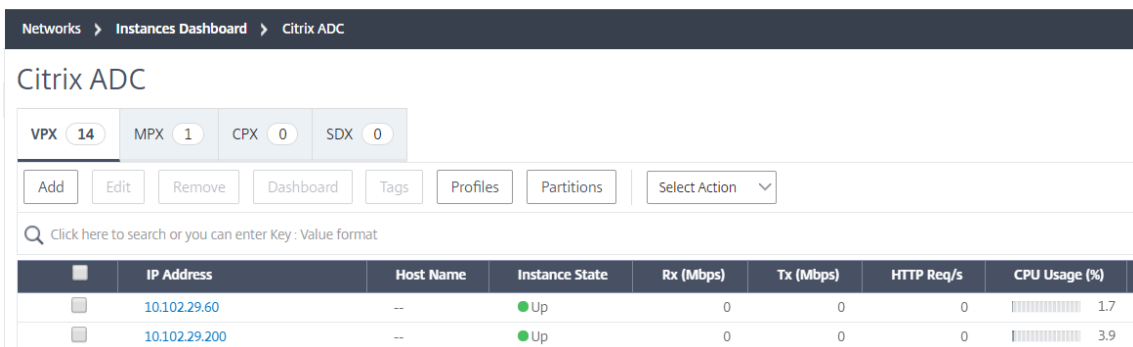 Networks > Instances Dashboard > Citrix ADC
Citrix ADC
VPX 14 MPX 1 CPX 0 SDX 0
Add Edit Remove Dashboard Tags Profiles Partitions Select Action
Click here to search or you can enter Key : Value format
IP Address Host Name Instance State Rx (Mbps) Tx (Mbps) HTTP Req/s CPU Usage (%)
10.102.29.60 -- Up 0 0 0 1.7
10.102.29.200 -- Up 0 0 0 3.9